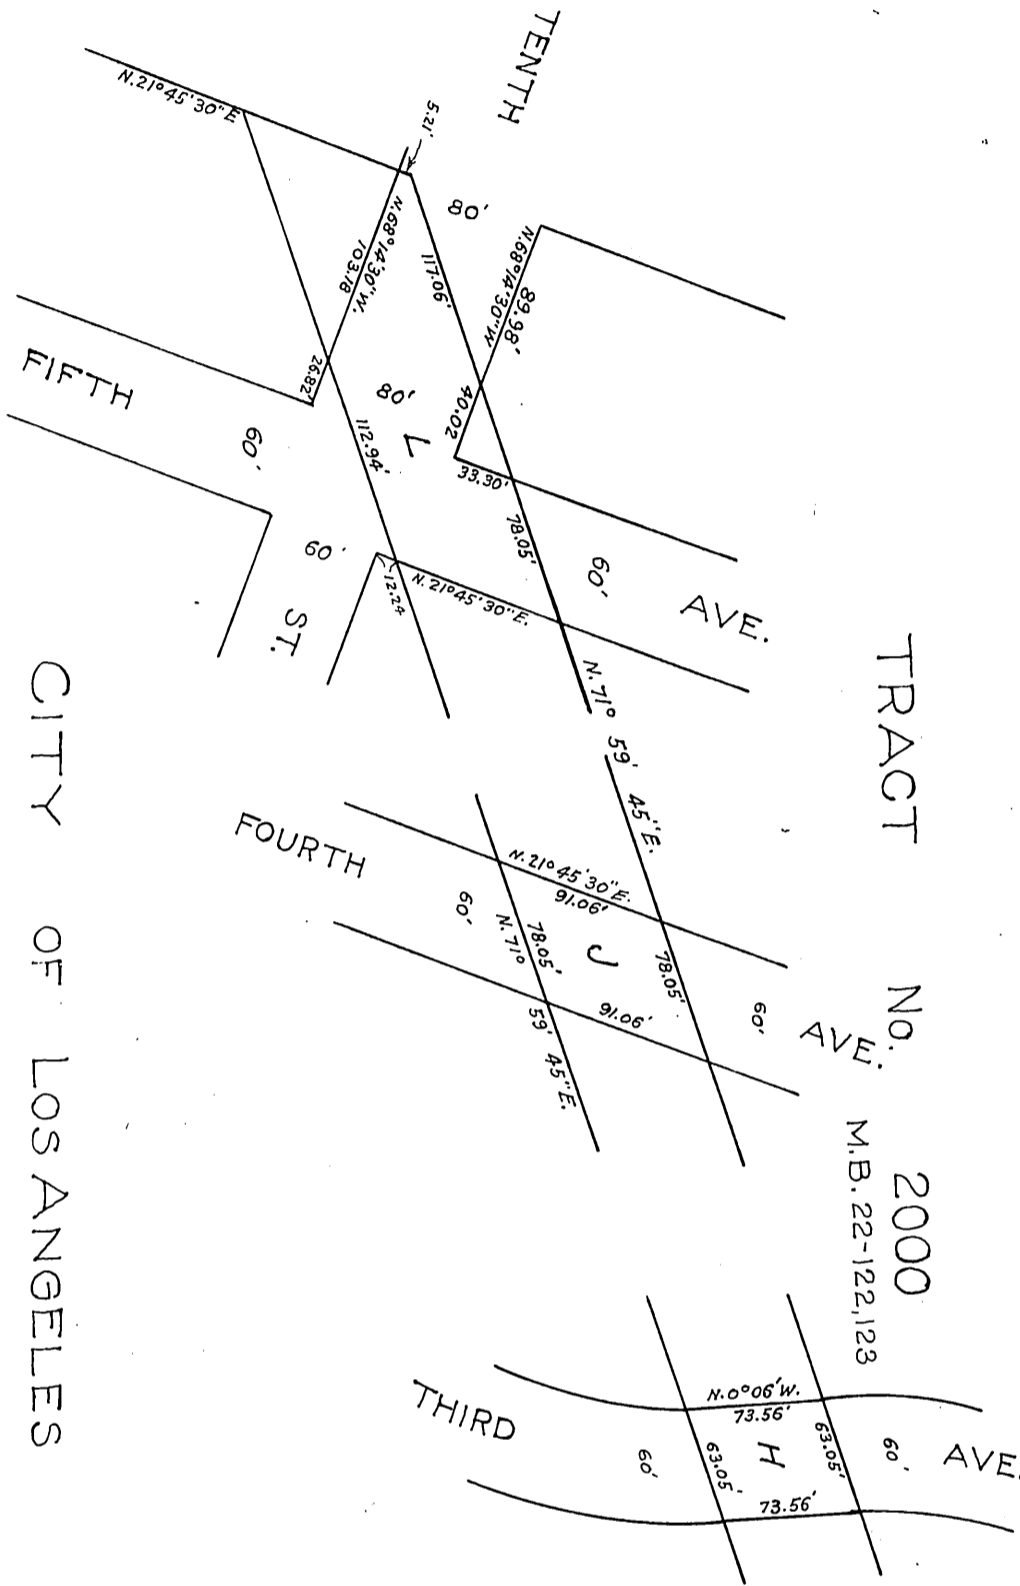 TRACT No. 2000
M.B. 22-122,123
TENTH
AVE.
N.21°45'30"E
5.21'
80'
N.68°14'30"W.
103.18
117.06'
N.68°14'30"W
89.98'
40.02
33.30'
26.82'
80'
L
112.94'
78.05'
60'
60'
60'
12.24
N.21°45'30"E.
FIFTH
AVE.
ST.
N.71° 59' 45"E.
FOURTH
AVE.
N.21°45'30"E.
91.06'
J
78.05'
78.05'
60'
60'
91.06'
N.71° 59' 45"E.
THIRD
N.0°06'W.
73.56'
H
63.05'
63.05'
60'
60'
73.56'
CITY OF LOS ANGELES